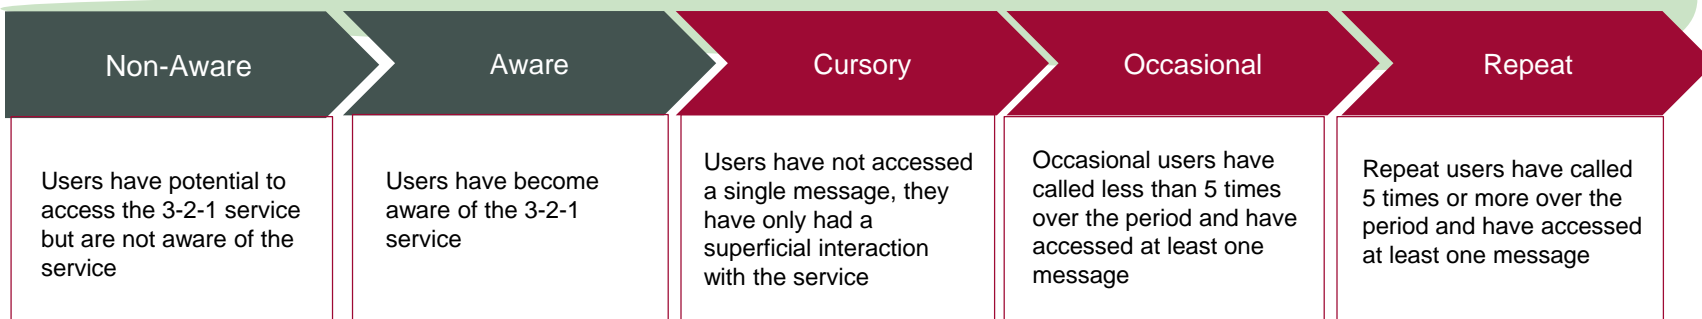 Non-Aware
Aware
Cursory
Occasional
Repeat
Users have potential to
access the 3-2-1 service
but are not aware of the
service
Users have become
aware of the 3-2-1
service
Users have not accessed
a single message, they
have only had a
superficial interaction
with the service
Occasional users have
called less than 5 times
over the period and have
accessed at least one
message
Repeat users have called
5 times or more over the
period and have accessed
at least one message